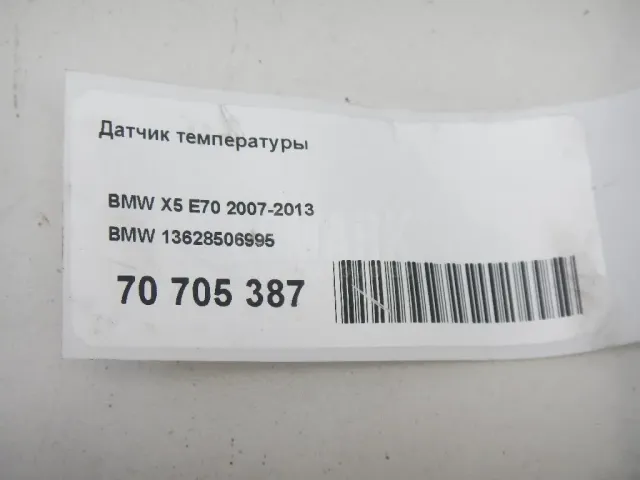 Датчик температуры
BMW X5 E70 2007-2013
BMW 13628506995
70 705 387